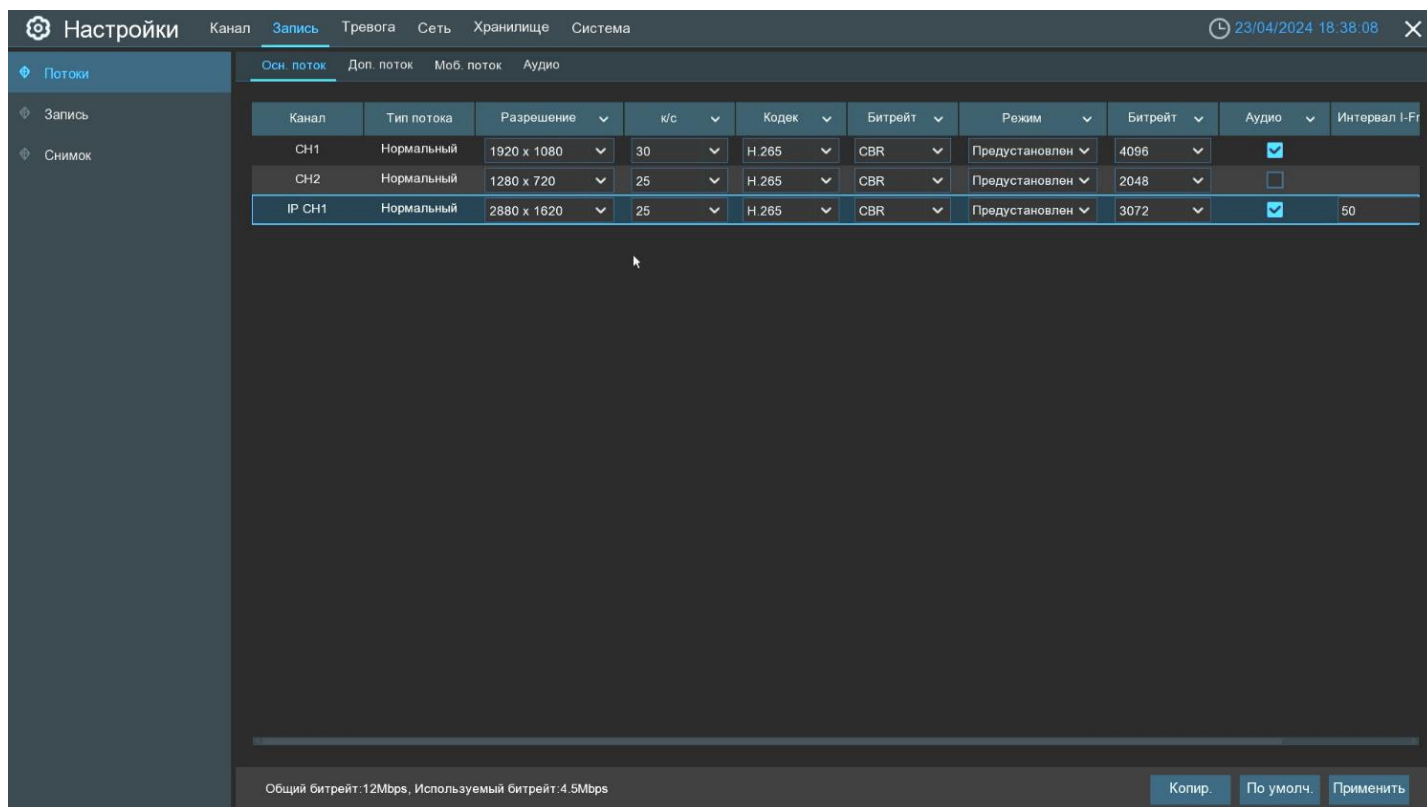 Настройки Канал Запись Тревога Сеть Хранилище Система 23/04/2024 18:38:08
Потоки
Запись
Снимок
Осн. поток Доп. поток Моб. поток Аудио
Канал Тип потока Разрешение к/с Кодек Битрейт Режим Битрейт Аудио Интервал I-Fr
CH1 Нормальный 1920 x 1080 30 H.265 CBR Предустановлен 4096
CH2 Нормальный 1280 x 720 25 H.265 CBR Предустановлен 2048
IP CH1 Нормальный 2880 x 1620 25 H.265 CBR Предустановлен 3072 50
Общий битрейт:12Mbps, Используемый битрейт:4.5Mbps Копир. По умолч. Применить